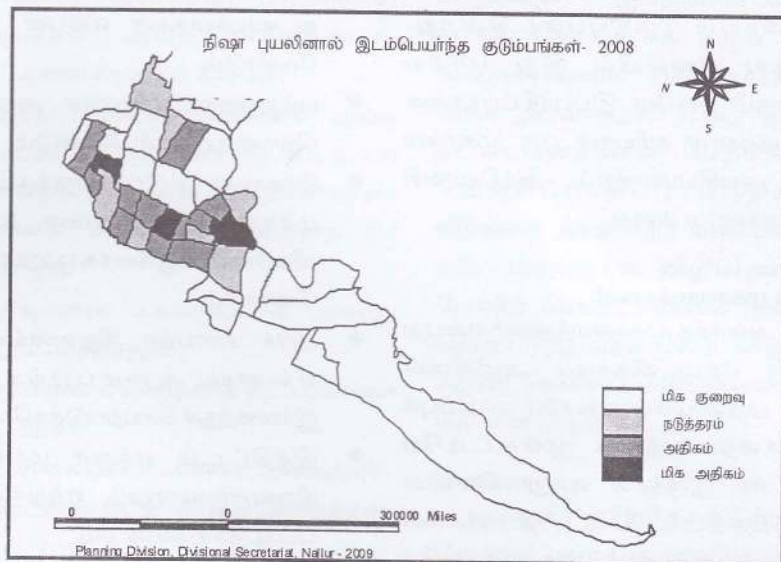 நிஷா புயலினால் இடம்பெயர்ந்த குடும்பங்கள்- 2008
N
N E
S
மிக குறைவு
நடுத்தரம்
அதிகம்
மிக அதிகம்
0 0 300000 Miles
Planning Division, Divisional Secretariat, Nallur - 2009